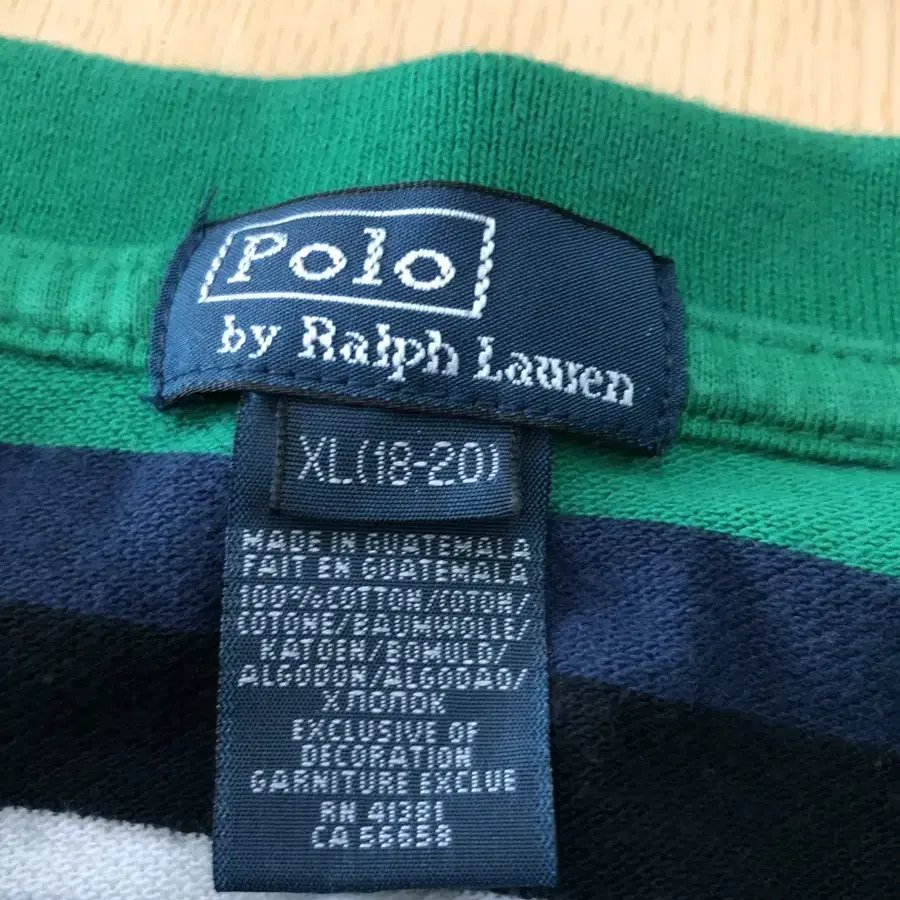 Polo
by Ralph Lauren
XL(18-20)
MADE IN GUATEMALA
FAIT EN GUATEMALA
100%COTTON/COTON/
COTONE/BAUMWOLLE/
KATOEN/BOMULD/
ALGODON/ALGODAO/
ХЛОПОК
EXCLUSIVE OF
DECORATION
GARNITURE EXCLUE
RN 41381
CA 56658